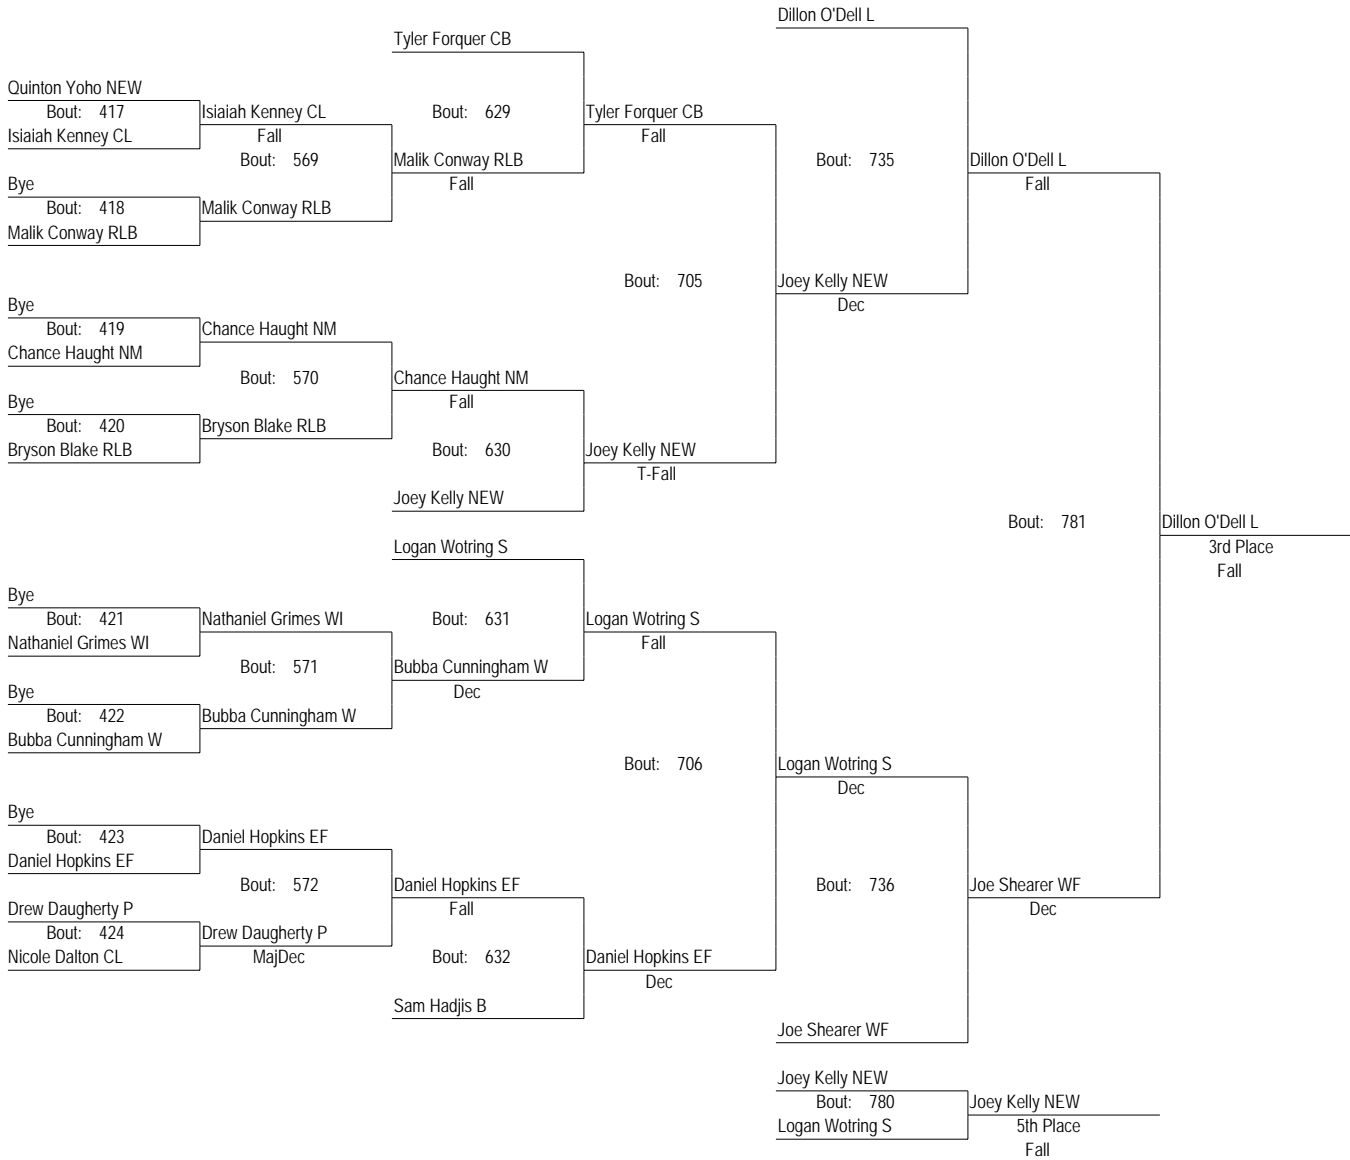 Dillon O'Dell L
Tyler Forquer CB
Quinton Yoho NEW
Bout: 417
Isiaiah Kenney CL
Bout: 629
Tyler Forquer CB
Isiaiah Kenney CL
Fall
Fall
Bout: 569
Malik Conway RLB
Bout: 735
Dillon O'Dell L
Bye
Fall
Fall
Bout: 418
Malik Conway RLB
Malik Conway RLB
Bout: 705
Joey Kelly NEW
Bye
Dec
Bout: 419
Chance Haught NM
Chance Haught NM
Bout: 570
Chance Haught NM
Bye
Fall
Bout: 420
Bryson Blake RLB
Bryson Blake RLB
Bout: 630
Joey Kelly NEW
T-Fall
Joey Kelly NEW
Bout: 781
Dillon O'Dell L
Logan Wotring S
3rd Place
Fall
Bye
Bout: 421
Nathaniel Grimes WI
Bout: 631
Logan Wotring S
Nathaniel Grimes WI
Fall
Bout: 571
Bubba Cunningham W
Bye
Dec
Bout: 422
Bubba Cunningham W
Bubba Cunningham W
Bout: 706
Logan Wotring S
Dec
Bye
Bout: 423
Daniel Hopkins EF
Daniel Hopkins EF
Bout: 572
Daniel Hopkins EF
Bout: 736
Joe Shearer WF
Drew Daugherty P
Fall
Dec
Bout: 424
Drew Daugherty P
Nicole Dalton CL
MajDec
Bout: 632
Daniel Hopkins EF
Dec
Sam Hadjis B
Joe Shearer WF
Joey Kelly NEW
Bout: 780
Joey Kelly NEW
Logan Wotring S
5th Place
Fall